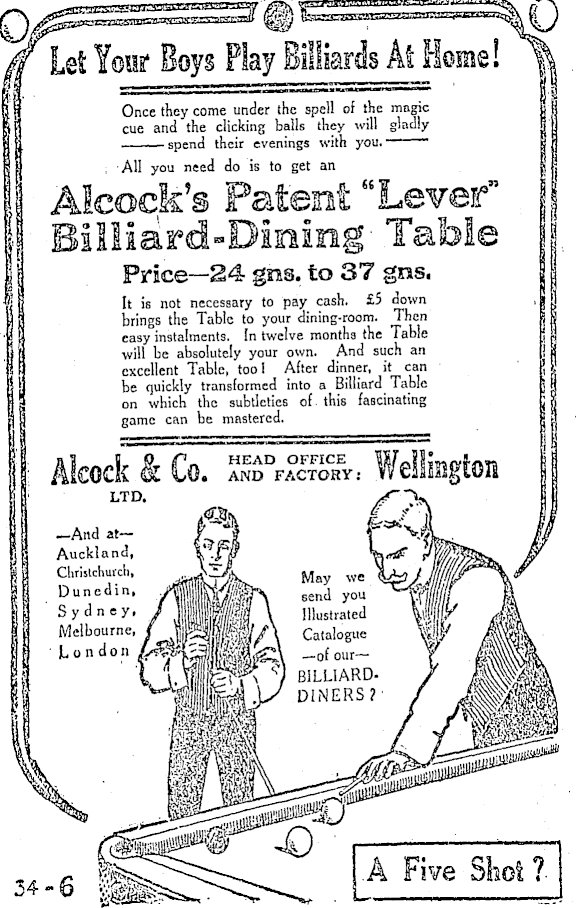 Let Your Boys Play Billiards At Home!
Once they come under the spell of the magic
cue and the clicking balls they will gladly
spend their evenings with you.
All you need do is to get an
Alcock's Patent "Lever"
Billiard-Dining Table
Price—24 gns. to 37 gns.
It is not necessary to pay cash. £5 down
brings the Table to your dining-room. Then
easy instalments. In twelve months the Table
will be absolutely your own. And such an
excellent Table, too! After dinner, it can
be quickly transformed into a Billiard Table
on which the subtleties of this fascinating
game can be mastered.
Alcock & Co. HEAD OFFICE Wellington
LTD. AND FACTORY:
—And at—
Auckland,
Christchurch,
Dunedin,
Sydney,
Melbourne,
London
May we
send you
Illustrated
Catalogue
—of our—
BILLIARD-
DINERS?
34-6
A Five Shot?